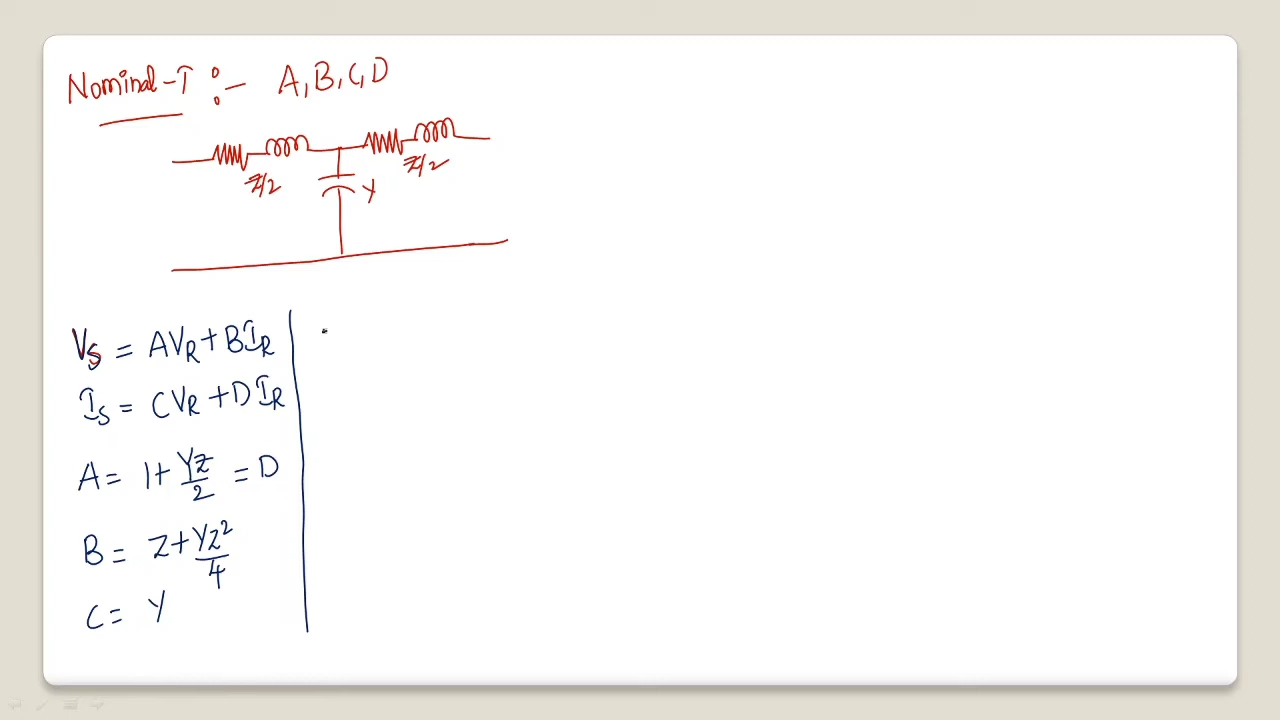 Nominal-T :- A, B, C, D
Z/2 Y Z/2
VS = AVR + BIR
IS = CVR + DIR
A = 1 + YZ/2 = D
B = Z + YZ²/4
C = Y